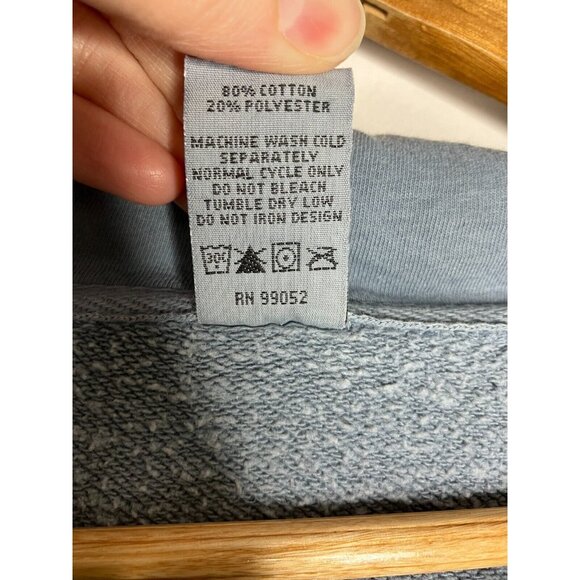 80% COTTON
20% POLYESTER
MACHINE WASH COLD
SEPARATELY
NORMAL CYCLE ONLY
DO NOT BLEACH
TUMBLE DRY LOW
DO NOT IRON DESIGN
30C
RN 99052